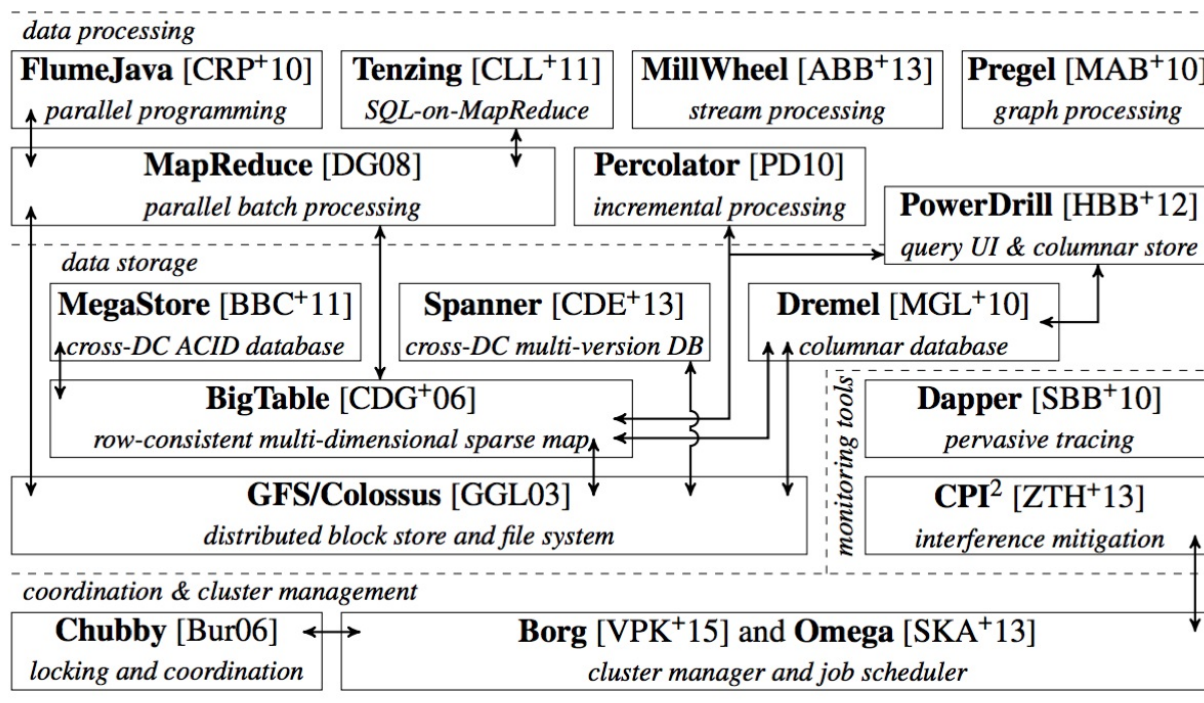 data processing
FlumeJava [CRP+10]
parallel programming
Tenzing [CLL+11]
SQL-on-MapReduce
MillWheel [ABB+13]
stream processing
Pregel [MAB+10]
graph processing
MapReduce [DG08]
parallel batch processing
Percolator [PD10]
incremental processing
PowerDrill [HBB+12]
query UI & columnar store
data storage
MegaStore [BBC+11]
cross-DC ACID database
Spanner [CDE+13]
cross-DC multi-version DB
Dremel [MGL+10]
columnar database
BigTable [CDG+06]
row-consistent multi-dimensional sparse map
monitoring tools
Dapper [SBB+10]
pervasive tracing
GFS/Colossus [GGL03]
distributed block store and file system
CPI² [ZTH+13]
interference mitigation
coordination & cluster management
Chubby [Bur06]
locking and coordination
Borg [VPK+15] and Omega [SKA+13]
cluster manager and job scheduler